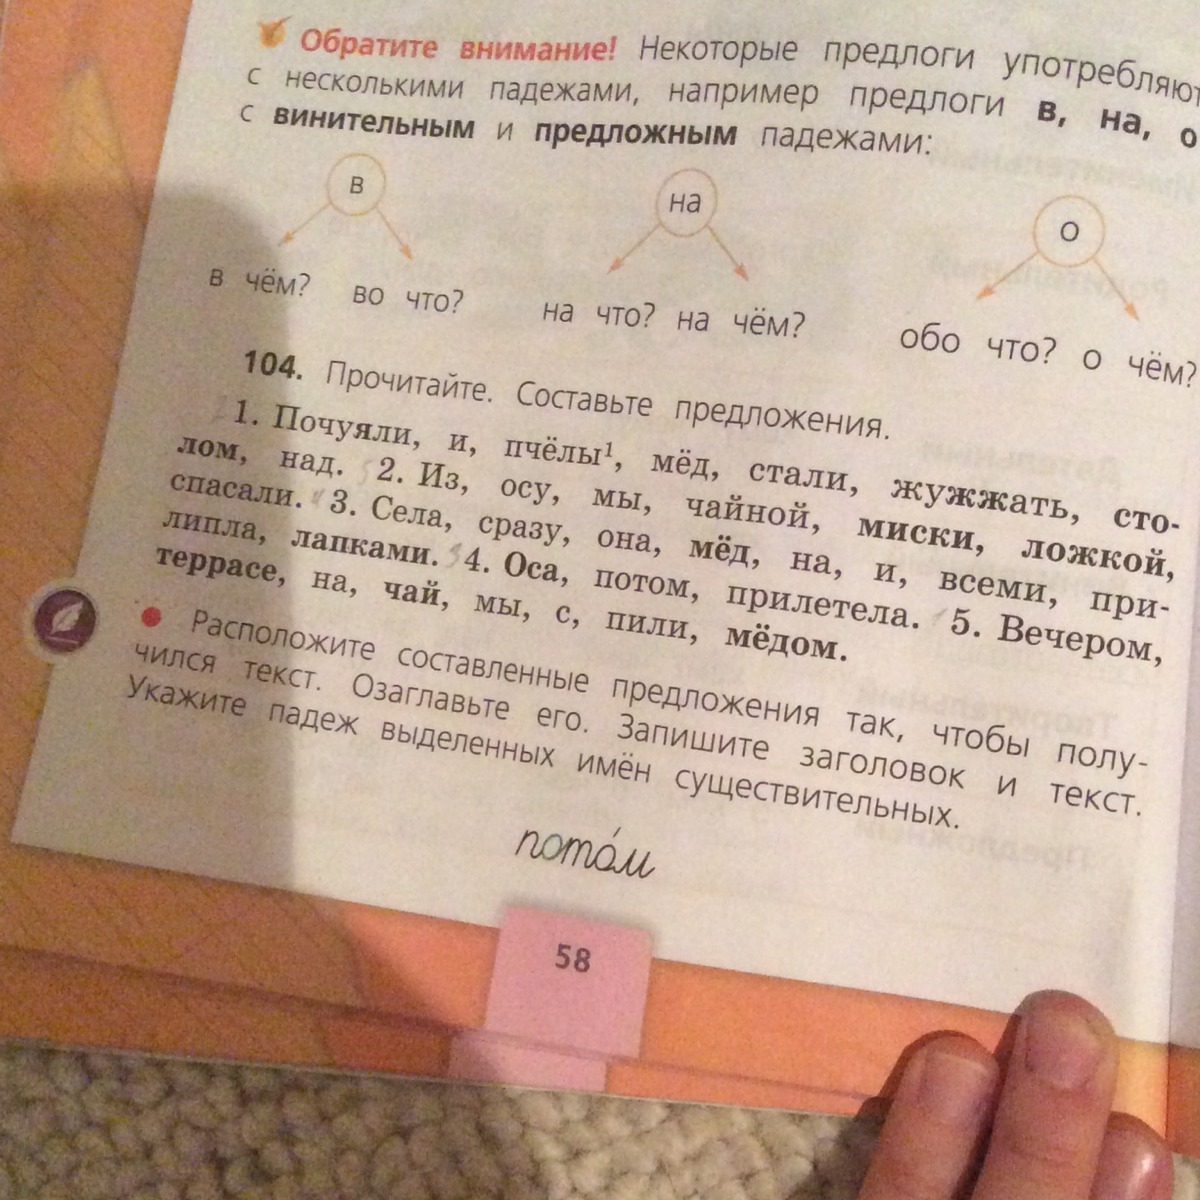 Обратите внимание! Некоторые предлоги употребляют
с несколькими падежами, например предлоги в, на, о
с винительным и предложным падежами:
в на о
в чём? во что? на что? на чём? обо что? о чём?
104. Прочитайте. Составьте предложения.
1. Почуяли, и, пчёлы¹, мёд, стали, жужжать, сто-
лом, над. 2. Из, осу, мы, чайной, миски, ложкой,
спасали. 3. Села, сразу, она, мёд, на, и, всеми, при-
липла, лапками. 4. Оса, потом, прилетела. 5. Вечером,
террасе, на, чай, мы, с, пили, мёдом.
• Расположите составленные предложения так, чтобы полу-
чился текст. Озаглавьте его. Запишите заголовок и текст.
Укажите падеж выделенных имён существительных.
пото́м
58